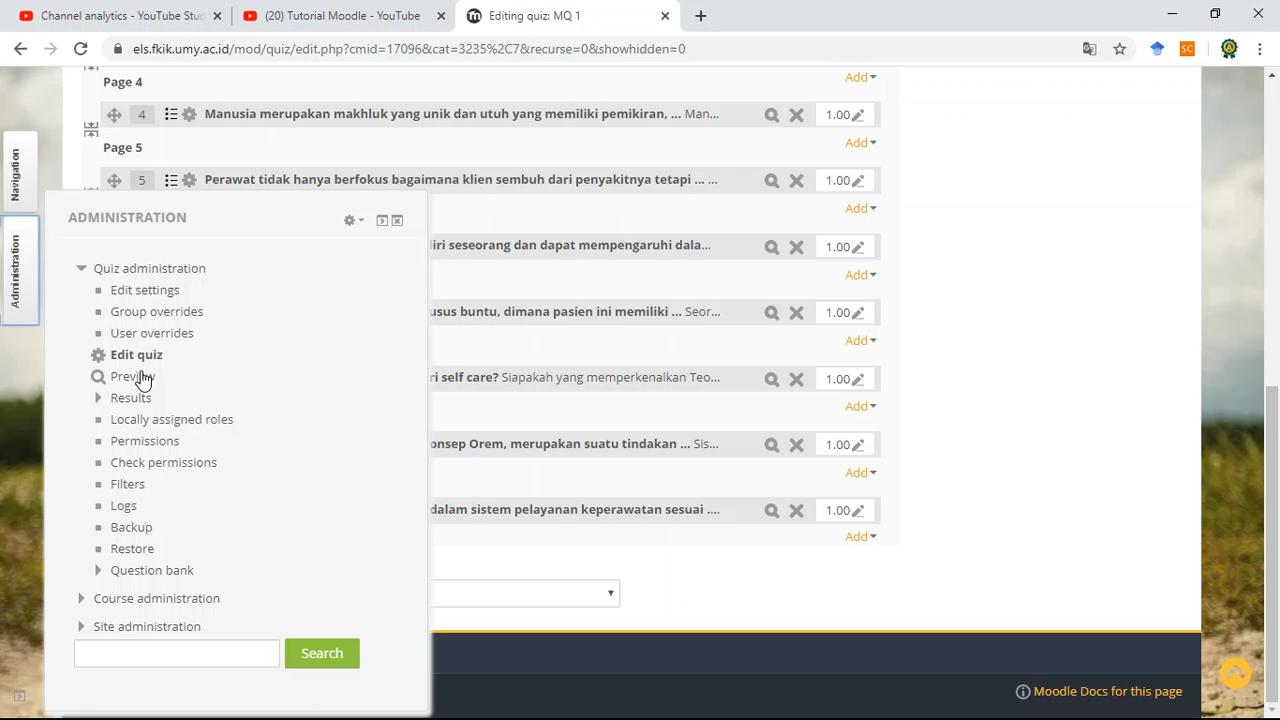 Channel analytics - YouTube Stud
(20) Tutorial Moodle - YouTube
Editing quiz: MQ 1
els.fkik.umy.ac.id/mod/quiz/edit.php?cmid=17096&cat=3235%2C7&recurse=0&showhidden=0
SC
Page 4
Add
4 Manusia merupakan makhluk yang unik dan utuh yang memiliki pemikiran, ... Man... 1.00
Add
Page 5
5 Perawat tidak hanya berfokus bagaimana klien sembuh dari penyakitnya tetapi ... ... 1.00
Add
iri seseorang dan dapat mempengaruhi dala... 1.00
Add
usus buntu, dimana pasien ini memiliki ... Seor... 1.00
Add
ri self care? Siapakah yang memperkenalkan Teo... 1.00
Add
onsep Orem, merupakan suatu tindakan ... Sis... 1.00
Add
dalam sistem pelayanan keperawatan sesuai .... 1.00
Add
Navigation
Administration
ADMINISTRATION
Quiz administration
Edit settings
Group overrides
User overrides
Edit quiz
Preview
Results
Locally assigned roles
Permissions
Check permissions
Filters
Logs
Backup
Restore
Question bank
Course administration
Site administration
Search
Moodle Docs for this page